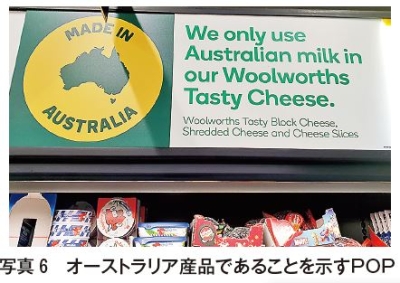 MADE IN
AUSTRALIA
We only use
Australian milk in
our Woolworths
Tasty Cheese.
Woolworths Tasty Block Cheese,
Shredded Cheese and Cheese Slices
写真6 オーストラリア産品であることを示すPOP